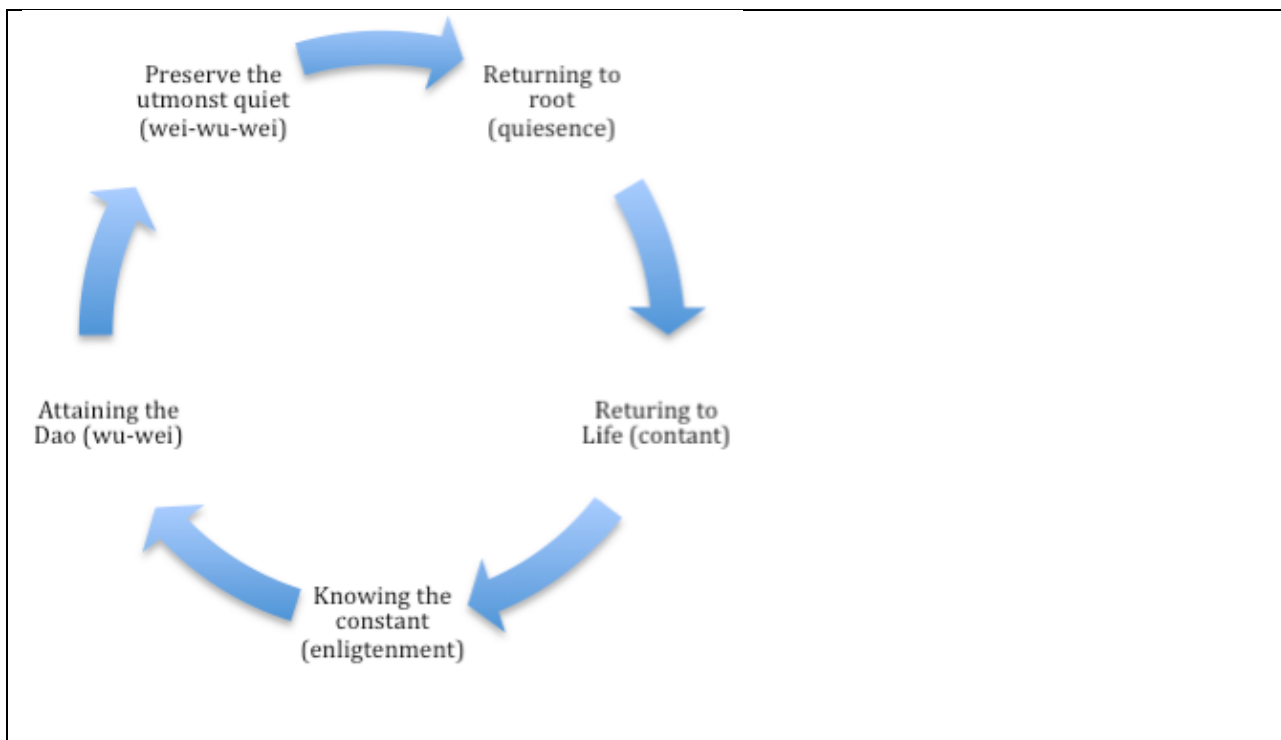 Preserve the
utmonst quiet
(wei-wu-wei)
Returning to
root
(quiesence)
Returing to
Life (contant)
Knowing the
constant
(enligtenment)
Attaining the
Dao (wu-wei)